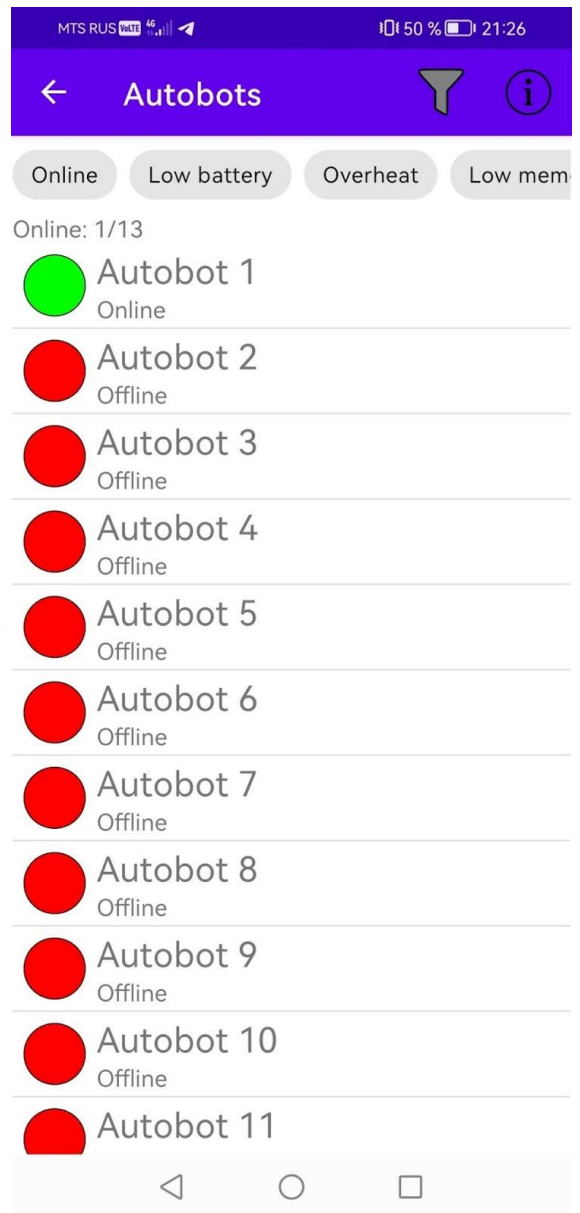 MTS RUS VoLTE 4G 50 % 21:26
Autobots
Online Low battery Overheat Low mem
Online: 1/13
Autobot 1
Online
Autobot 2
Offline
Autobot 3
Offline
Autobot 4
Offline
Autobot 5
Offline
Autobot 6
Offline
Autobot 7
Offline
Autobot 8
Offline
Autobot 9
Offline
Autobot 10
Offline
Autobot 11